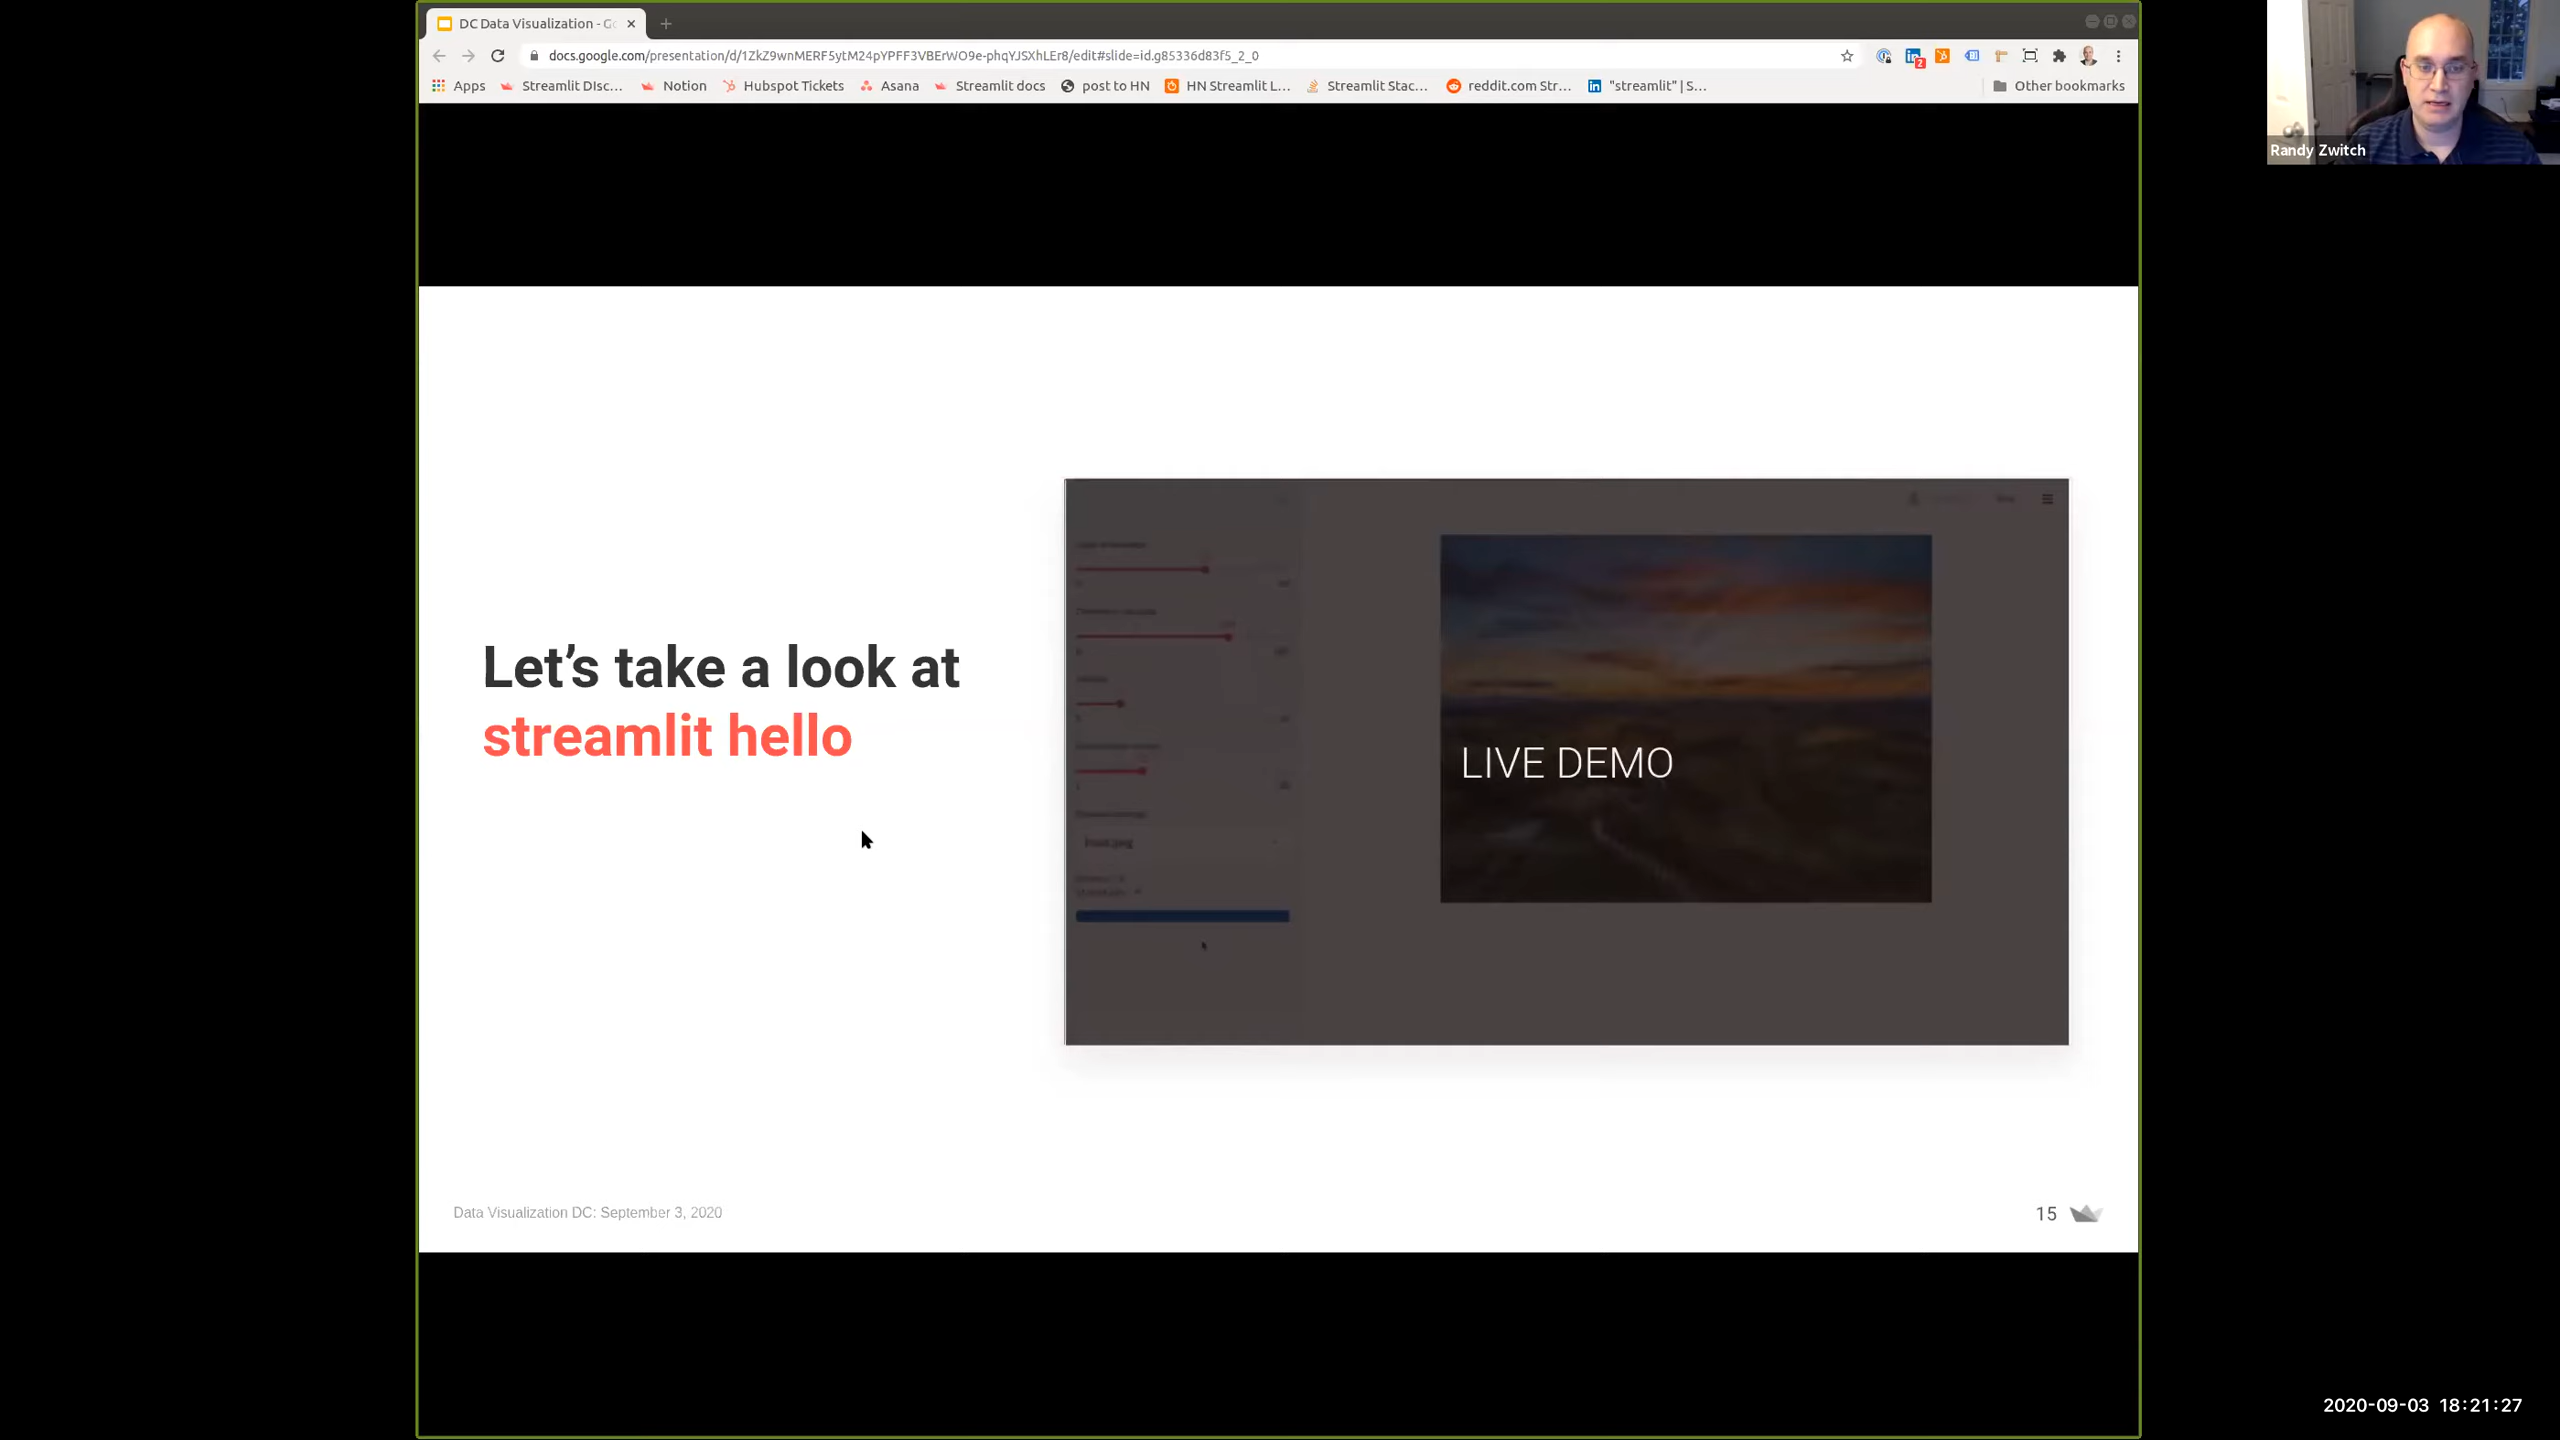 DC Data Visualization - Go
docs.google.com/presentation/d/1ZkZ9wnMERF5ytM24pYPFF3VBErWO9e-phqYJSXhLEr8/edit#slide=id.g85336d83f5_2_0
2
Apps Streamlit DIsc... Notion Hubspot Tickets Asana Streamlit docs post to HN HN Streamlit L... Streamlit Stac... reddit.com Str... "streamlit" | S... Other bookmarks
Randy Zwitch
Let's take a look at
streamlit hello
LIVE DEMO
Data Visualization DC: September 3, 2020
15
2020-09-03 18:21:27